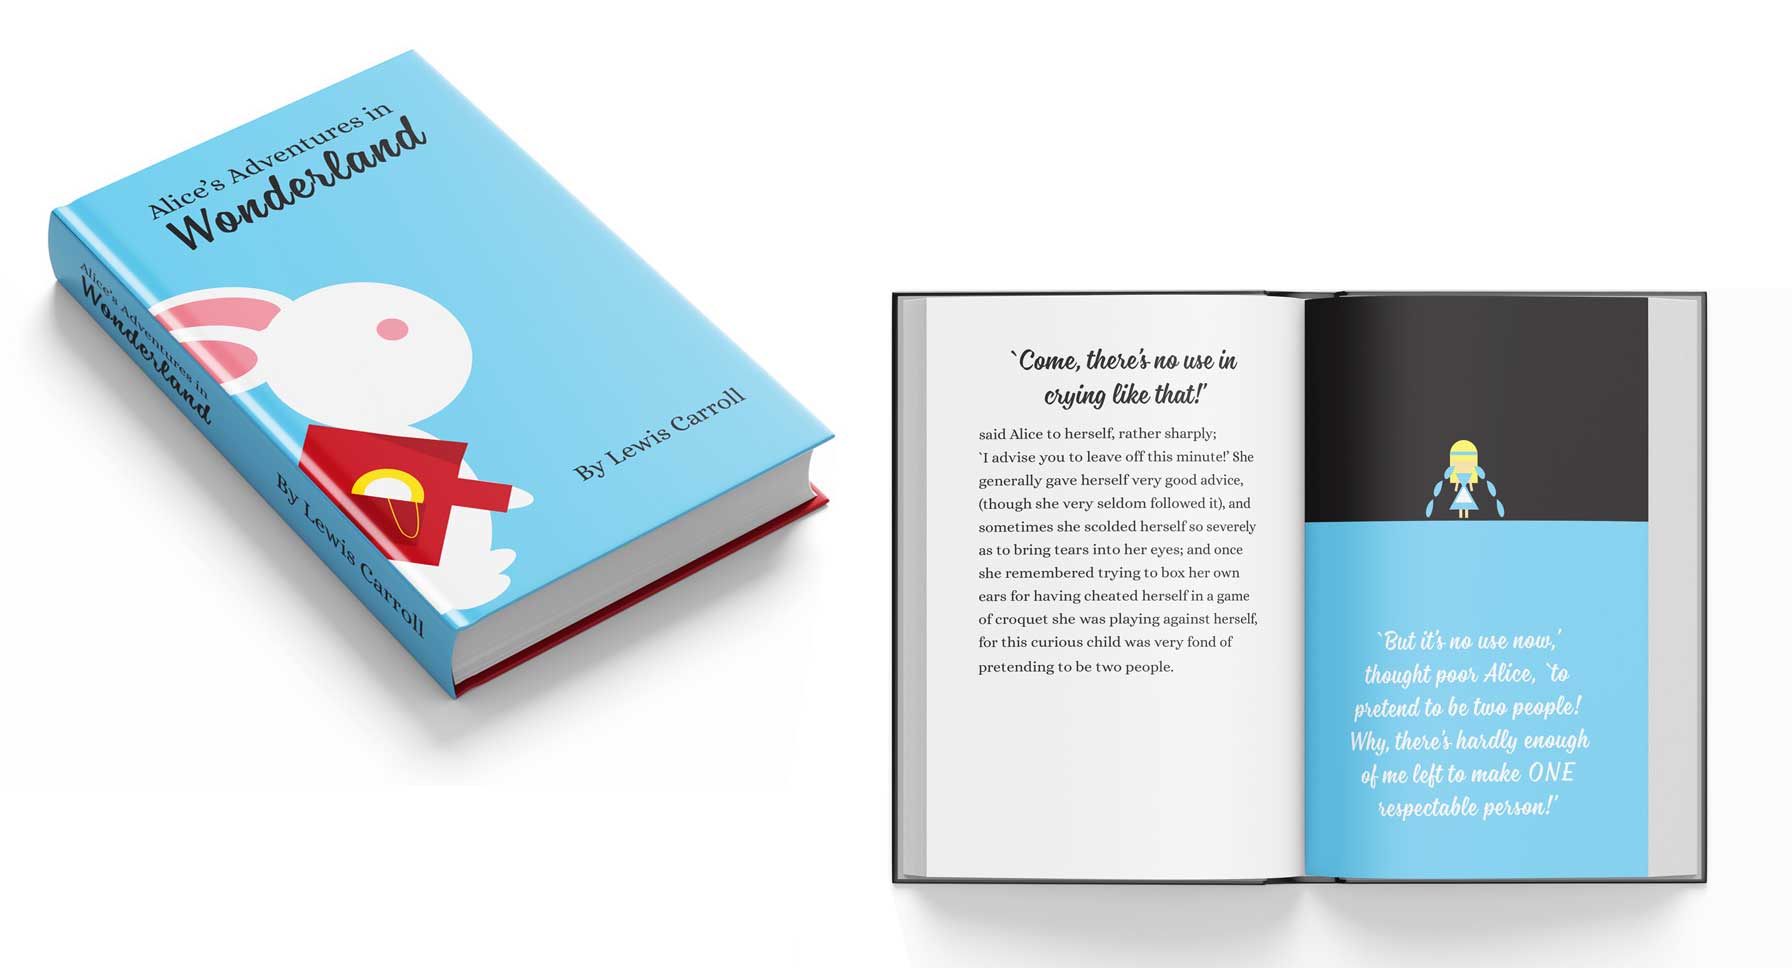 Alice's Adventures in
Wonderland
By Lewis Carroll
Alice's Adventures in
Wonderland
By Lewis Carroll
`Come, there's no use in
crying like that!'
said Alice to herself, rather sharply;
`I advise you to leave off this minute!' She
generally gave herself very good advice,
(though she very seldom followed it), and
sometimes she scolded herself so severely
as to bring tears into her eyes; and once
she remembered trying to box her own
ears for having cheated herself in a game
of croquet she was playing against herself,
for this curious child was very fond of
pretending to be two people.
`But it's no use now,'
thought poor Alice, `to
pretend to be two people!
Why, there's hardly enough
of me left to make ONE
respectable person!'